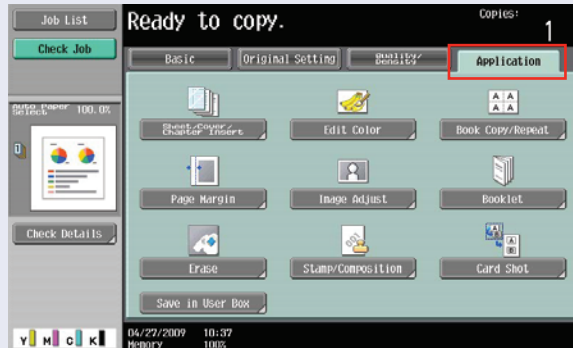 Job List
Ready to copy.
Copies:
1
Check Job
Basic
Original Setting
Quality/
Density
Application
Auto Paper
Select
100.0%
Sheet/Cover/
Chapter Insert
Edit Color
Book Copy/Repeat
Page Margin
Image Adjust
Booklet
Check Details
Erase
Stamp/Composition
Card Shot
Save in User Box
Y M C K
04/27/2009 10:37
Memory 100%